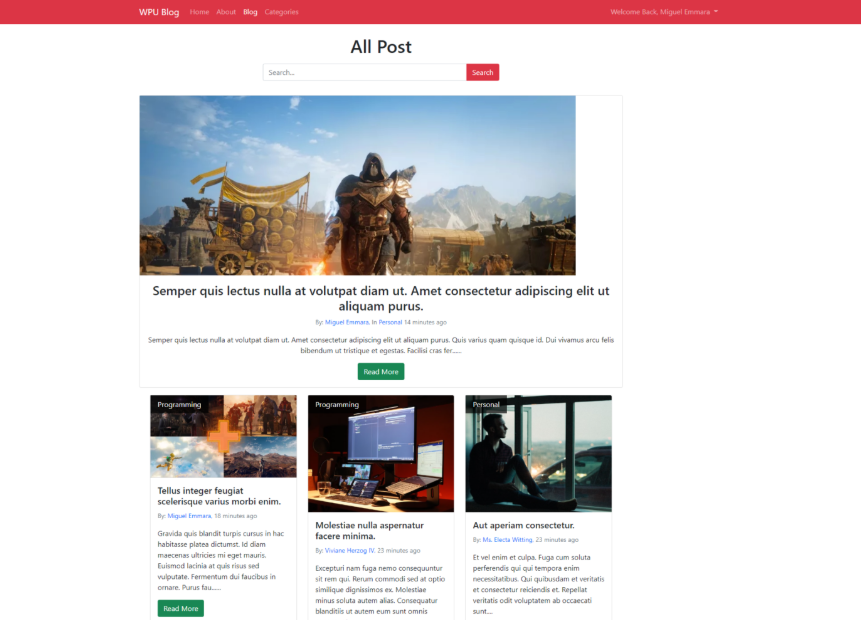 WPU Blog Home About Blog Categories Welcome Back, Miguel Emmara
All Post
Search... Search
Semper quis lectus nulla at volutpat diam ut. Amet consectetur adipiscing elit ut
aliquam purus.
By: Miguel Emmara, In Personal 14 minutes ago
Semper quis lectus nulla at volutpat diam ut. Amet consectetur adipiscing elit ut aliquam purus. Quis varius quam quisque id. Dui vivamus arcu felis
bibendum ut tristique et egestas. Facilisi cras fer......
Read More
Programming
Tellus integer feugiat
scelerisque varius morbi enim.
By: Miguel Emmara, 18 minutes ago
Gravida quis blandit turpis cursus in hac
habitasse platea dictumst. Id diam
maecenas ultricies mi eget mauris.
Euismod lacinia at quis risus sed
vulputate. Fermentum dui faucibus in
ornare. Purus fau......
Read More
Programming
Molestiae nulla aspernatur
facere minima.
By: Viviane Herzog IV, 23 minutes ago
Excepturi nam fuga nemo consequuntur
sit rem qui. Rerum commodi sed at optio
similique dignissimos ex. Molestiae
minus soluta autem alias. Consequatur
blanditiis ut autem eum sunt omnis
Personal
Aut aperiam consectetur.
By: Ms. Electa Witting, 23 minutes ago
Et vel enim et culpa. Fuga cum soluta
perferendis qui qui tempora enim
necessitatibus. Qui quibusdam et veritatis
et consectetur reiciendis et. Repellat
veritatis odit voluptatem ab occaecati
sunt....